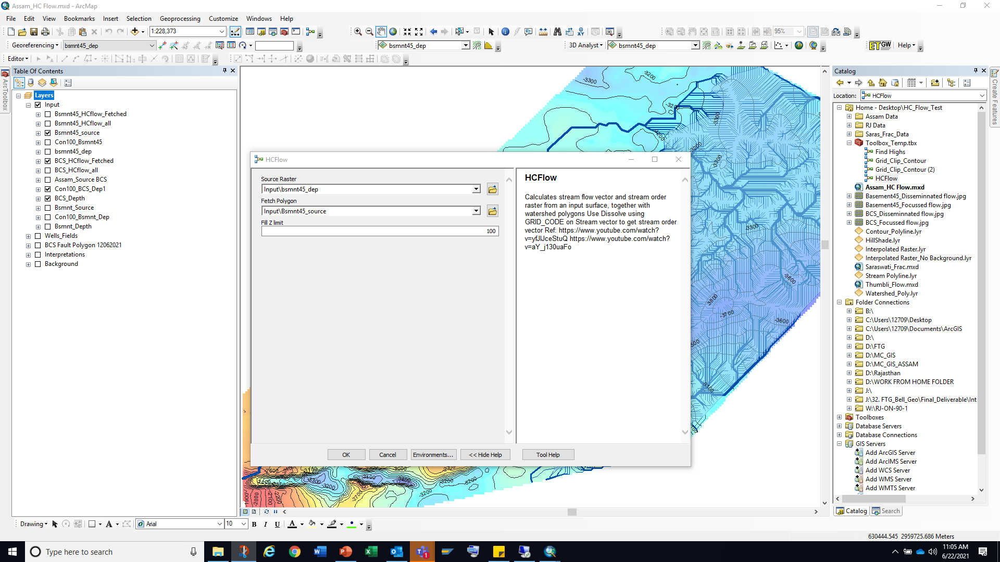 Assam_HC Flow.mxd - ArcMap
File Edit View Bookmarks Insert Selection Geoprocessing Customize Windows Help
1:228,373
95%
Georeferencing bsmnt45_dep
bsmnt45_dep
3D Analyst bsmnt45_dep
ET GW Help
Editor
ArcToolbox
Table Of Contents
Layers
Input
Bsmnt45_HCflow_Fetched
Bsmnt45_HCflow_all
Bsmnt45_source
Con100_Bsmnt45
bsmnt45_dep
BCS_HCflow_Fetched
BCS_HCflow_all
Assam_Source BCS
Con100_BCS_Dep1
BCS_Depth
Bsmnt_Source
Con100_Bsmnt_Dep
Bsmnt_Depth
Wells_Fields
BCS Fault Polygon 12062021
Interpretations
Background
-3300
-3200
-3300
-3200
-3300
-3300
-3600
-3800
-3700
-3600
-3100
HCFlow
Source Raster
Input\bsmnt45_dep
Fetch Polygon
Input\Bsmnt45_source
Fill Z limit
100
HCFlow
Calculates stream flow vector and stream order
raster from an input surface, together with
watershed polygons Use Dissolve using
GRID_CODE on Stream vector to get stream order
vector Ref: https://www.youtube.com/watch?
v=yfJlJceStuQ https://www.youtube.com/watch?
v=aY_j130uaFo
OK Cancel Environments... << Hide Help Tool Help
-3200
-3200
-3200
-2700
-1900
-2000
-2700
Catalog
Location: HCFlow
Home - Desktop\HC_Flow_Test
Assam Data
RJ Data
Saras_Frac_Data
Toolbox_Temp.tbx
Find Highs
Grid_Clip_Contour
Grid_Clip_Contour (2)
HCFlow
Assam_HC Flow.mxd
Basement45_Disseminnated flow.jpg
Basement45_Focussed flow.jpg
BCS_Disseminnated flow.jpg
BCS_Focussed flow.jpg
Contour_Polyline.lyr
HillShade.lyr
Interpolated Raster.lyr
Interpolated Raster_No Background.lyr
Saraswati_Frac.mxd
Stream Polyline.lyr
Thumbli_Flow.mxd
Watershed_Poly.lyr
Folder Connections
B:\
C:\Users\12709\Desktop
C:\Users\12709\Documents\ArcGIS
D:\
D:\FTG
D:\MC_GIS
D:\MC_GIS_ASSAM
D:\Rajasthan
D:\WORK FROM HOME FOLDER
J:\
J:\32. FTG_Bell_Geo\Final_Deliverable\Int
W:\RJ-ON-90-1
Toolboxes
Database Servers
Database Connections
GIS Servers
Add ArcGIS Server
Add ArcIMS Server
Add WCS Server
Add WMS Server
Add WMTS Server
Catalog Search
Create Features
Drawing Arial 10 B I U A
630444.545 2959725.686 Meters
Type here to search
11:05 AM
6/22/2021